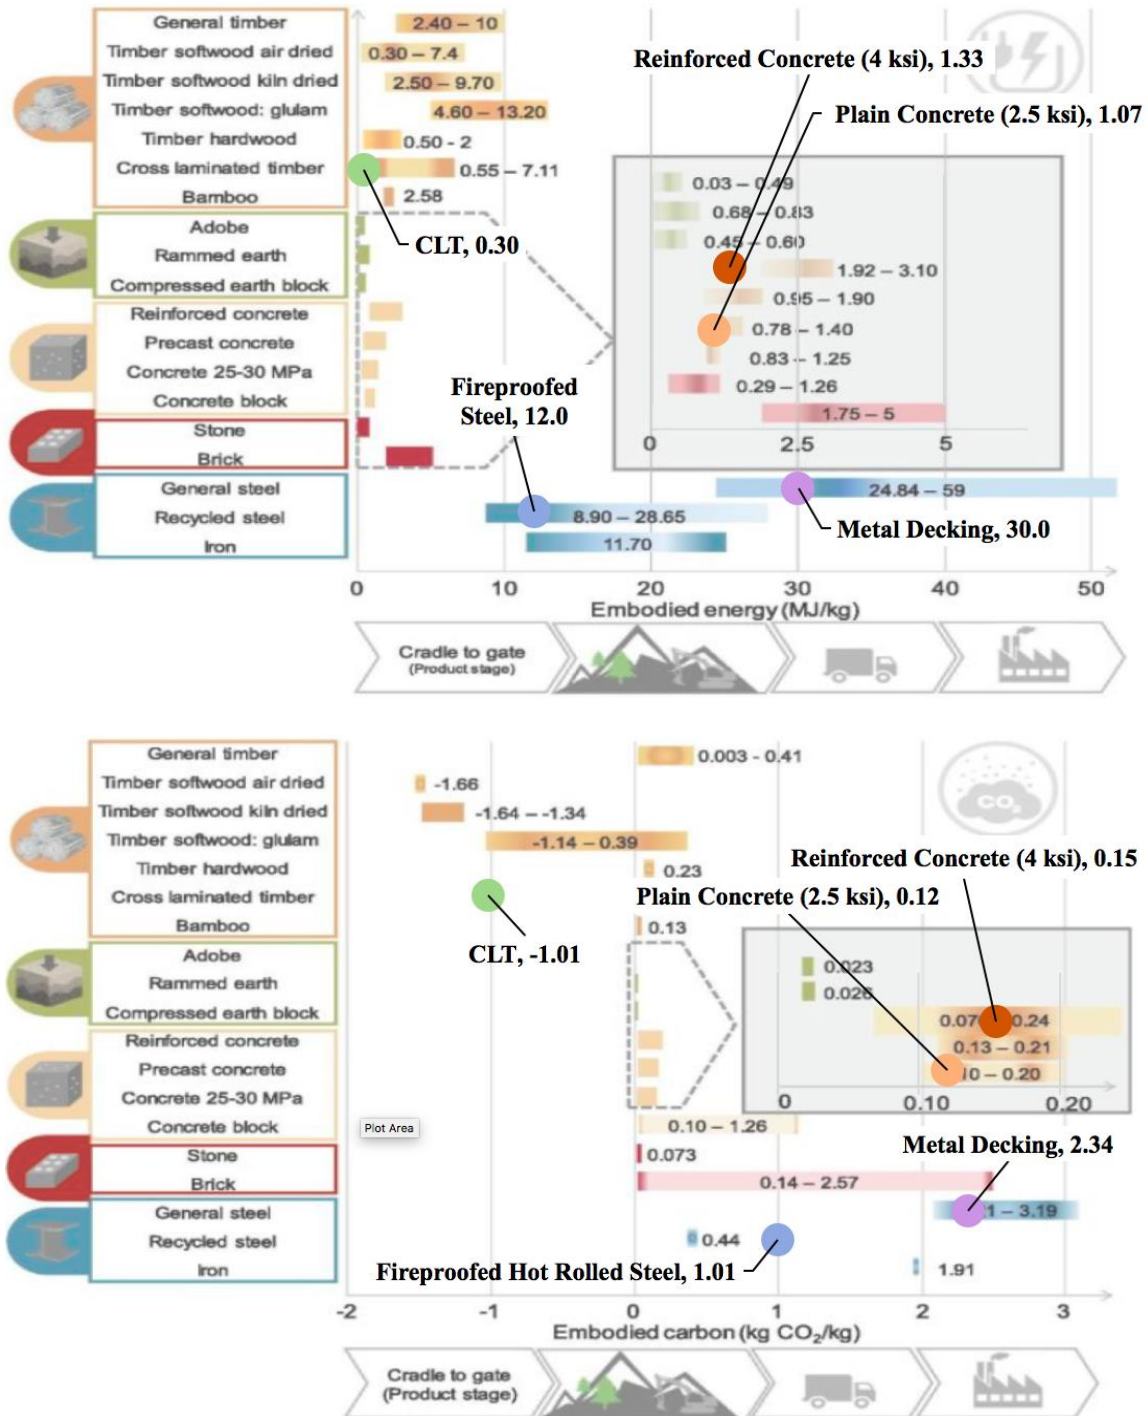 General timber
2.40 – 10
Timber softwood air dried
0.30 – 7.4
Timber softwood kiln dried
2.50 – 9.70
Timber softwood: glulam
4.60 – 13.20
Timber hardwood
0.50 - 2
Cross laminated timber
0.55 – 7.11
Bamboo
2.58
Adobe
Rammed earth
Compressed earth block
Reinforced concrete
Precast concrete
Concrete 25-30 MPa
Concrete block
Stone
Brick
General steel
Recycled steel
Iron
Reinforced Concrete (4 ksi), 1.33
Plain Concrete (2.5 ksi), 1.07
CLT, 0.30
Fireproofed
Steel, 12.0
0.03 – 0.49
0.68 – 0.83
0.45 – 0.60
1.92 – 3.10
0.95 – 1.90
0.78 – 1.40
0.83 – 1.25
0.29 – 1.26
1.75 – 5
0 2.5 5
24.84 – 59
8.90 – 28.65
11.70
Metal Decking, 30.0
0 10 20 30 40 50
Embodied energy (MJ/kg)
Cradle to gate
(Product stage)
General timber
0.003 - 0.41
Timber softwood air dried
-1.66
Timber softwood kiln dried
-1.64 – -1.34
Timber softwood: glulam
-1.14 – 0.39
Timber hardwood
0.23
Cross laminated timber
Bamboo
0.13
Adobe
Rammed earth
Compressed earth block
Reinforced concrete
Precast concrete
Concrete 25-30 MPa
Concrete block
0.10 – 1.26
Stone
0.073
Brick
0.14 – 2.57
General steel
– 3.19
Recycled steel
0.44
Iron
1.91
CO2
Reinforced Concrete (4 ksi), 0.15
Plain Concrete (2.5 ksi), 0.12
CLT, -1.01
0.023
0.026
0.24
0.13 – 0.21
– 0.20
0 0.10 0.20
Plot Area
Metal Decking, 2.34
Fireproofed Hot Rolled Steel, 1.01
-2 -1 0 1 2 3
Embodied carbon (kg CO₂/kg)
Cradle to gate
(Product stage)